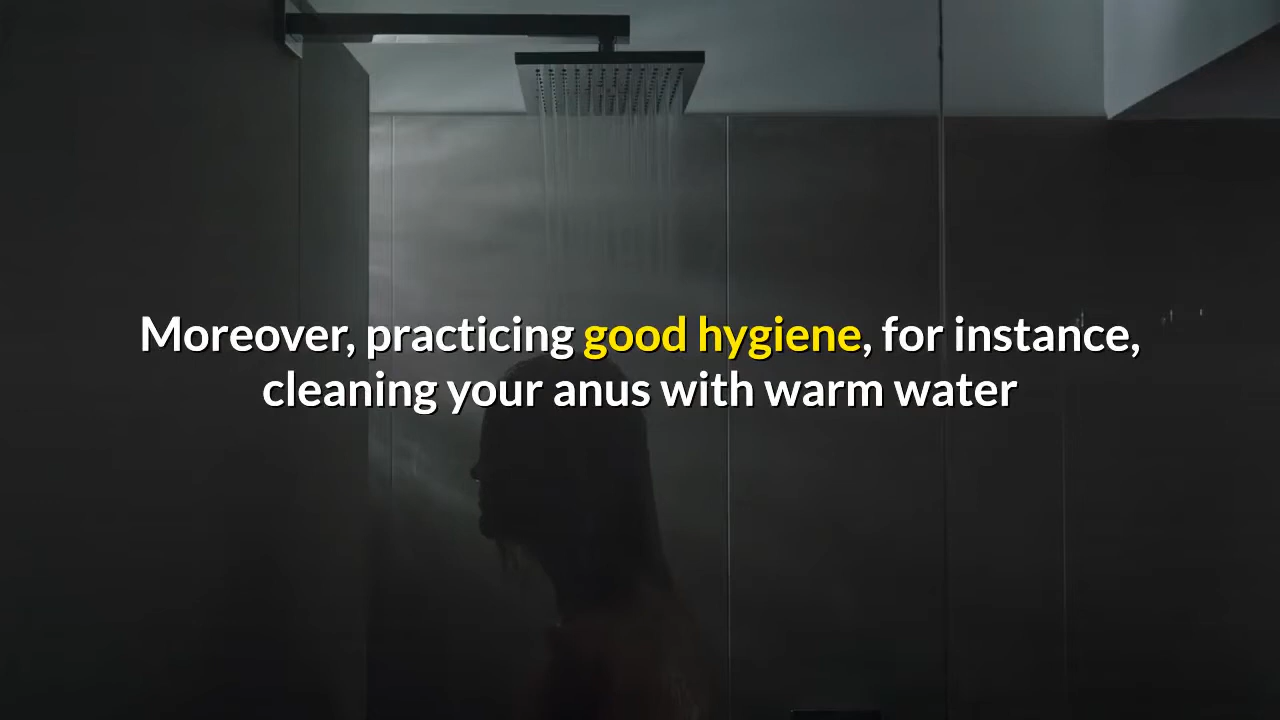 Moreover, practicing good hygiene, for instance,
cleaning your anus with warm water